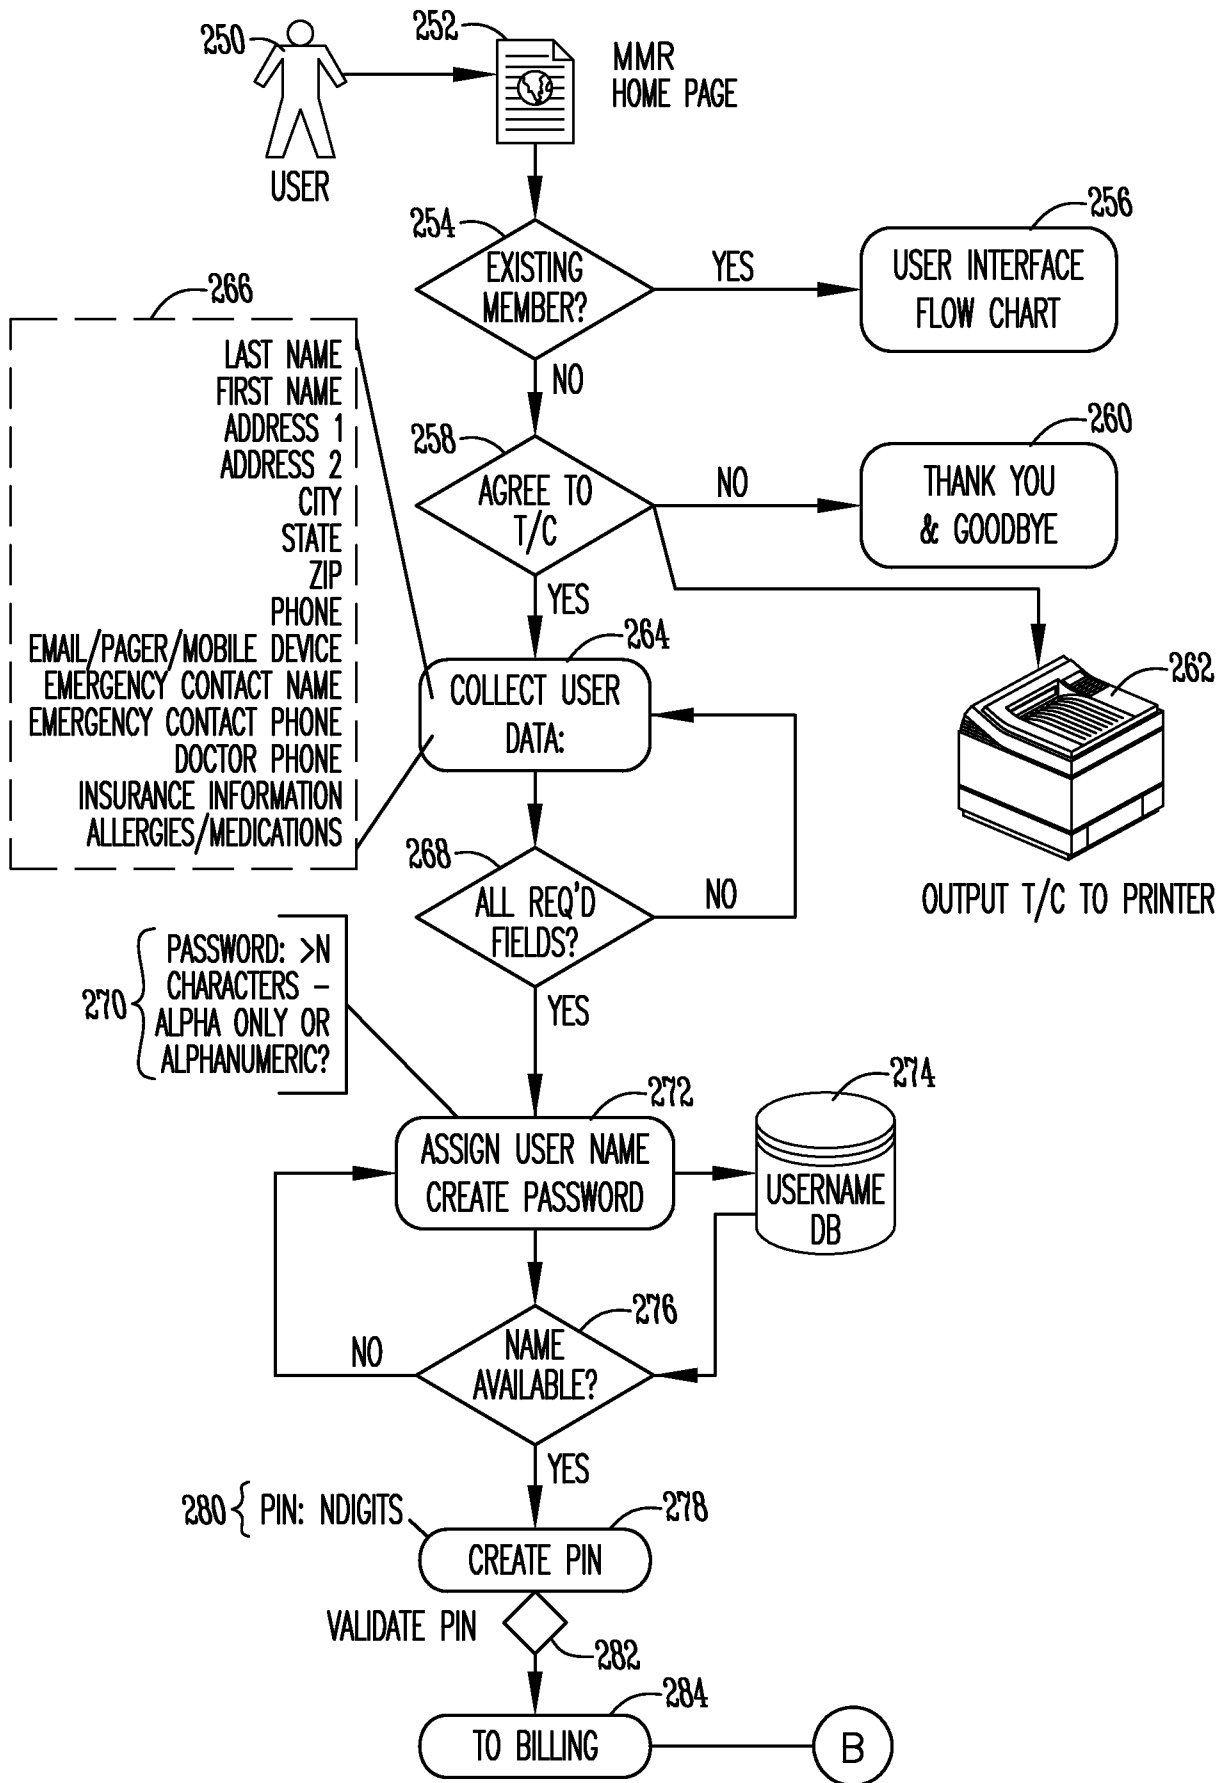 250
252
MMR
HOME PAGE
USER
254
EXISTING
MEMBER?
YES
256
USER INTERFACE
FLOW CHART
NO
266
LAST NAME
FIRST NAME
ADDRESS 1
ADDRESS 2
CITY
STATE
ZIP
PHONE
EMAIL/PAGER/MOBILE DEVICE
EMERGENCY CONTACT NAME
EMERGENCY CONTACT PHONE
DOCTOR PHONE
INSURANCE INFORMATION
ALLERGIES/MEDICATIONS
258
AGREE TO
T/C
NO
260
THANK YOU
& GOODBYE
YES
264
COLLECT USER
DATA:
262
OUTPUT T/C TO PRINTER
268
ALL REQ'D
FIELDS?
NO
YES
270
PASSWORD: >N
CHARACTERS –
ALPHA ONLY OR
ALPHANUMERIC?
272
ASSIGN USER NAME
CREATE PASSWORD
274
USERNAME
DB
276
NAME
AVAILABLE?
NO
YES
280
PIN: NDIGITS
278
CREATE PIN
VALIDATE PIN
282
284
TO BILLING
B